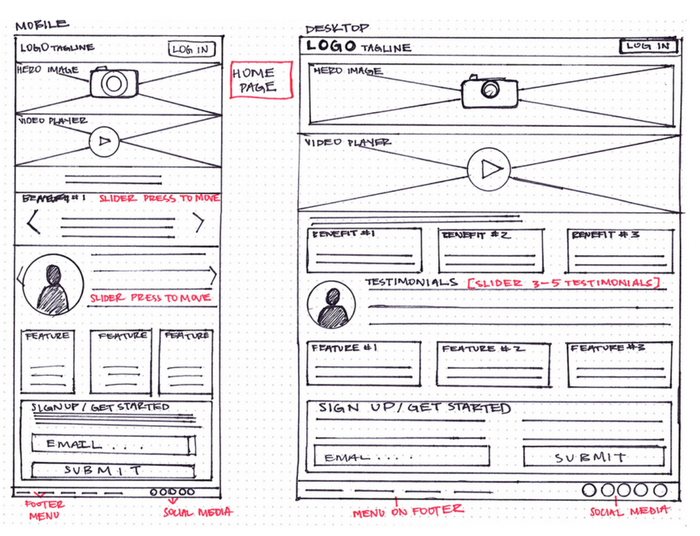 MOBILE
LOGO TAGLINE
LOG IN
HERO IMAGE
VIDEO PLAYER
BENEFIT #1 SLIDER PRESS TO MOVE
SLIDER PRESS TO MOVE
FEATURE FEATURE FEATURE
SIGN UP/GET STARTED
EMAIL ...
SUBMIT
FOOTER
MENU
SOCIAL MEDIA
HOME
PAGE
DESKTOP
LOGO TAGLINE
LOG IN
HERO IMAGE
VIDEO PLAYER
BENEFIT #1 BENEFIT #2 BENEFIT #3
TESTIMONIALS [SLIDER 3-5 TESTIMONIALS]
FEATURE #1 FEATURE #2 FEATURE #3
SIGN UP/GET STARTED
EMAL ....
SUBMIT
MENU ON FOOTER
SOCIAL MEDIA